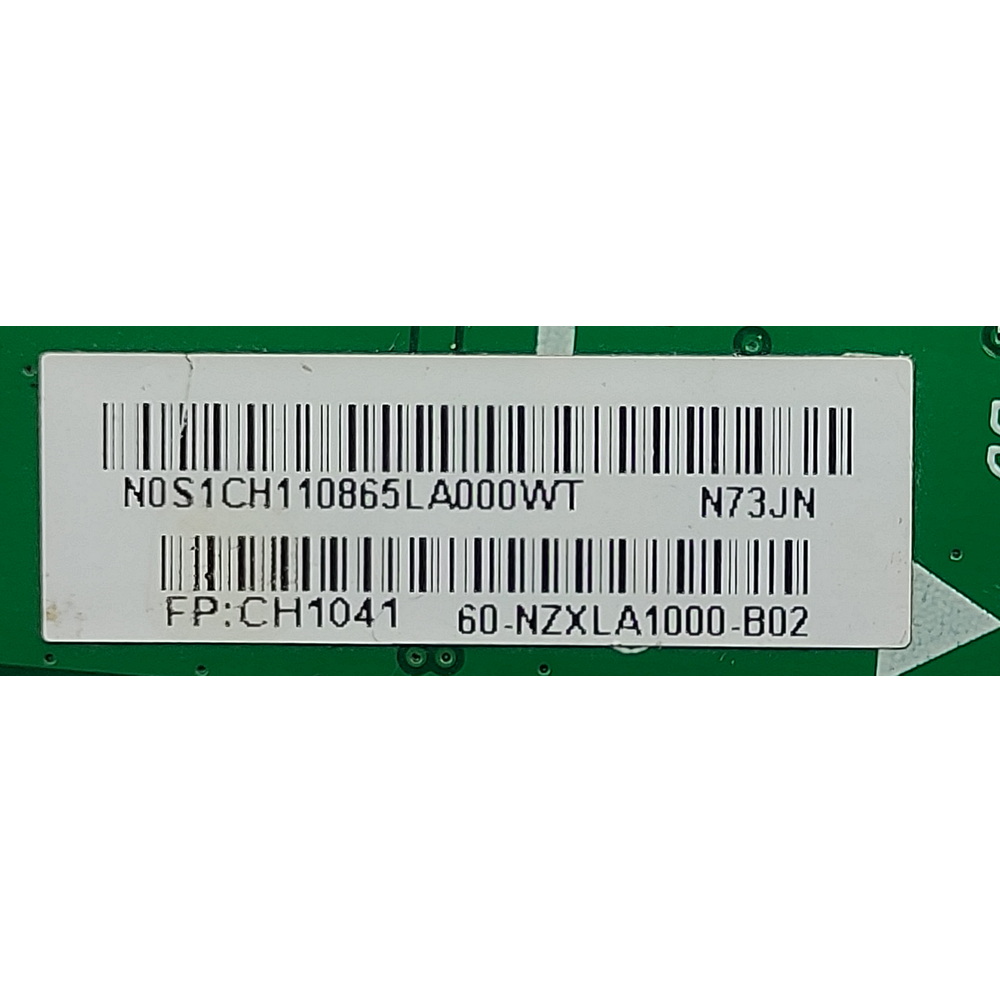 N0S1CH110865LA000WT N73JN
FP:CH1041 60-NZXLA1000-B02